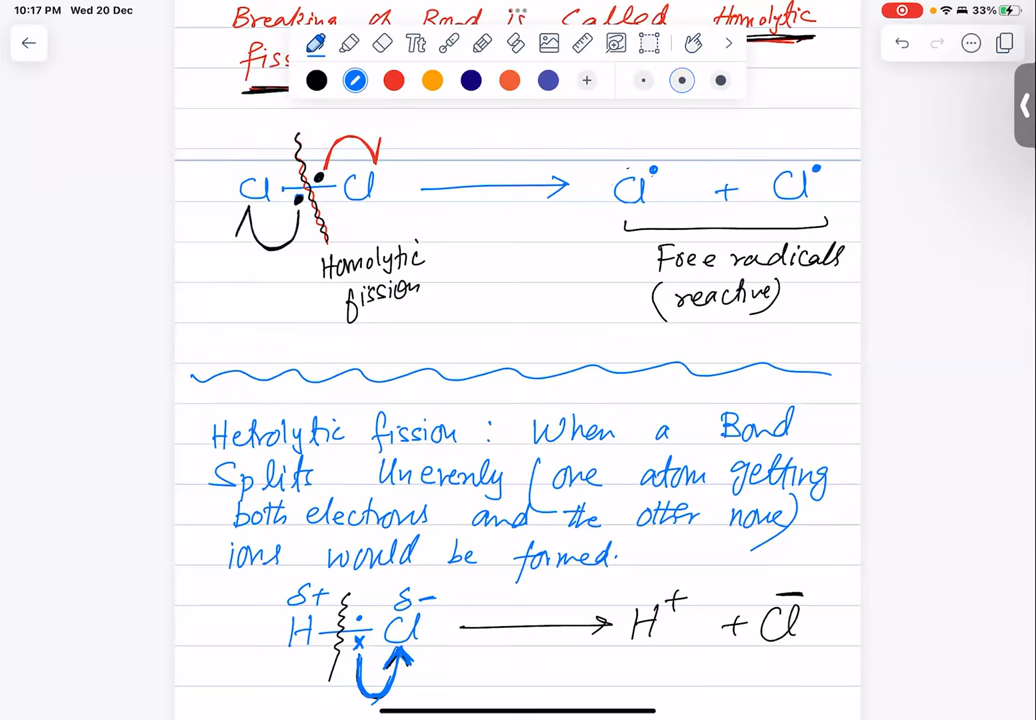 10:17 PM Wed 20 Dec
33%
Breaking of Bond is Called Homolytic
fiss
Tt
Cl — Cl → Cl• + Cl•
Homolytic
fission
Free radicals
(reactive)
Hetrolytic fission : When a Bond
Splits Unevenly (one atom getting
both electrons and the other none)
ions would be formed.
δ+ δ−
H — Cl → H+ + Cl−